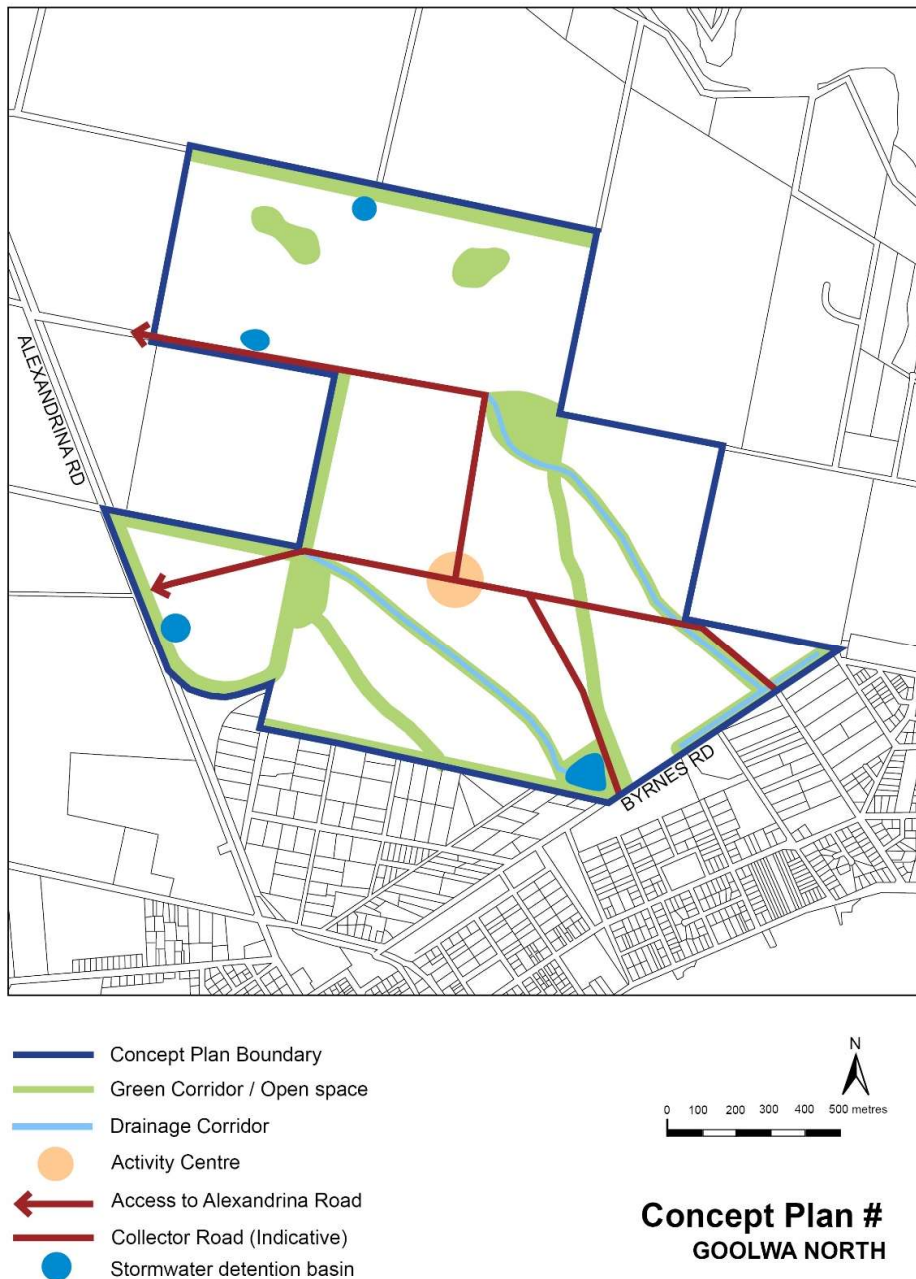 ALEXANDRINA RD
BYRNES RD
Concept Plan Boundary
Green Corridor / Open space
Drainage Corridor
Activity Centre
Access to Alexandrina Road
Collector Road (Indicative)
Stormwater detention basin
N
0 100 200 300 400 500 metres
Concept Plan #
GOOLWA NORTH